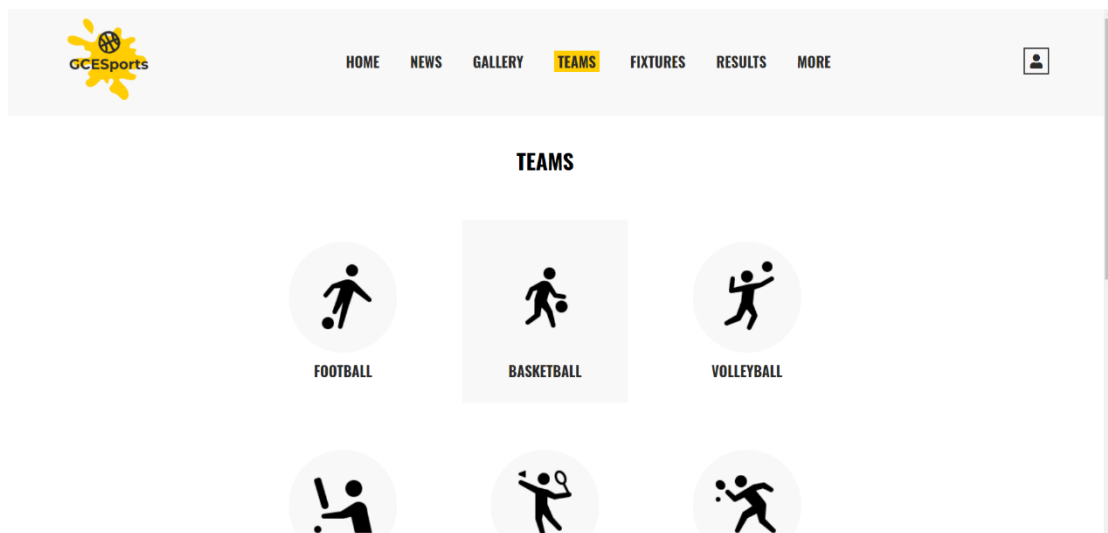 GCESports
HOME NEWS GALLERY TEAMS FIXTURES RESULTS MORE
TEAMS
FOOTBALL BASKETBALL VOLLEYBALL